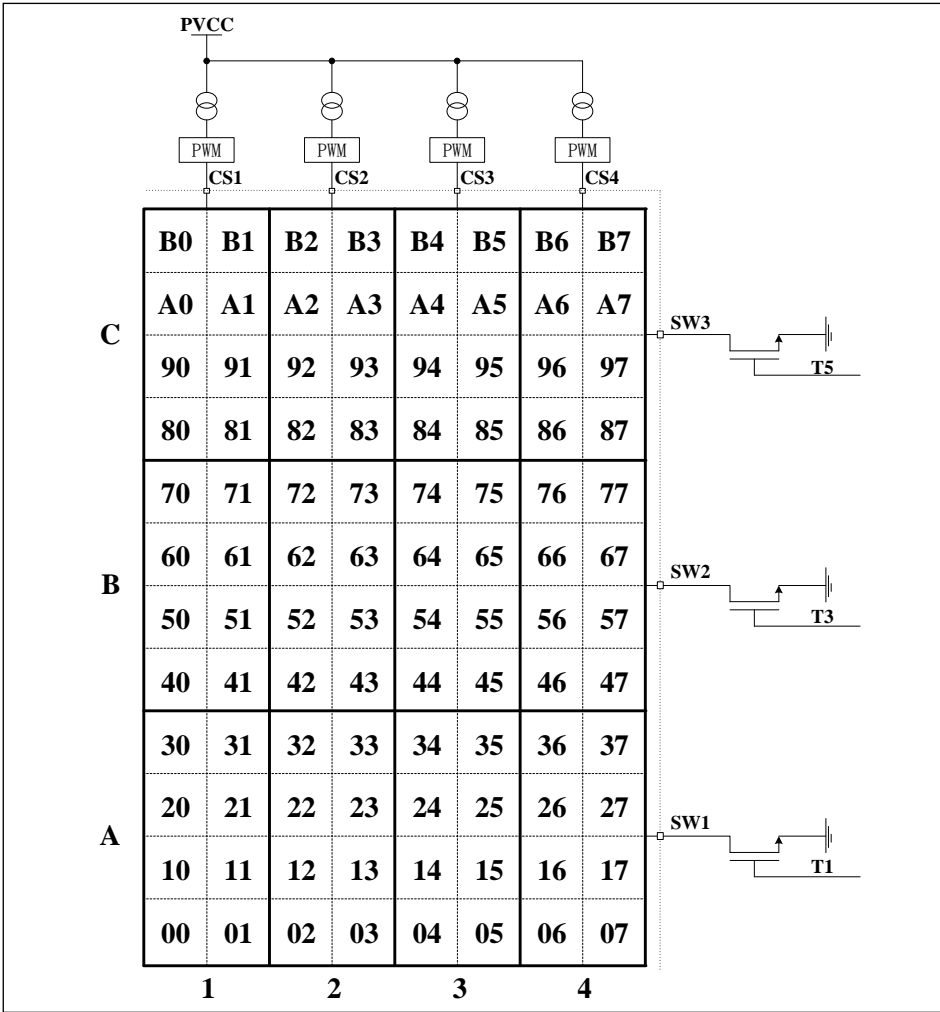 PVCC
PWM PWM PWM PWM
CS1 CS2 CS3 CS4
B0 B1 B2 B3 B4 B5 B6 B7
A0 A1 A2 A3 A4 A5 A6 A7
C
SW3
T5
90 91 92 93 94 95 96 97
80 81 82 83 84 85 86 87
70 71 72 73 74 75 76 77
60 61 62 63 64 65 66 67
B
SW2
T3
50 51 52 53 54 55 56 57
40 41 42 43 44 45 46 47
30 31 32 33 34 35 36 37
20 21 22 23 24 25 26 27
A
SW1
T1
10 11 12 13 14 15 16 17
00 01 02 03 04 05 06 07
1 2 3 4